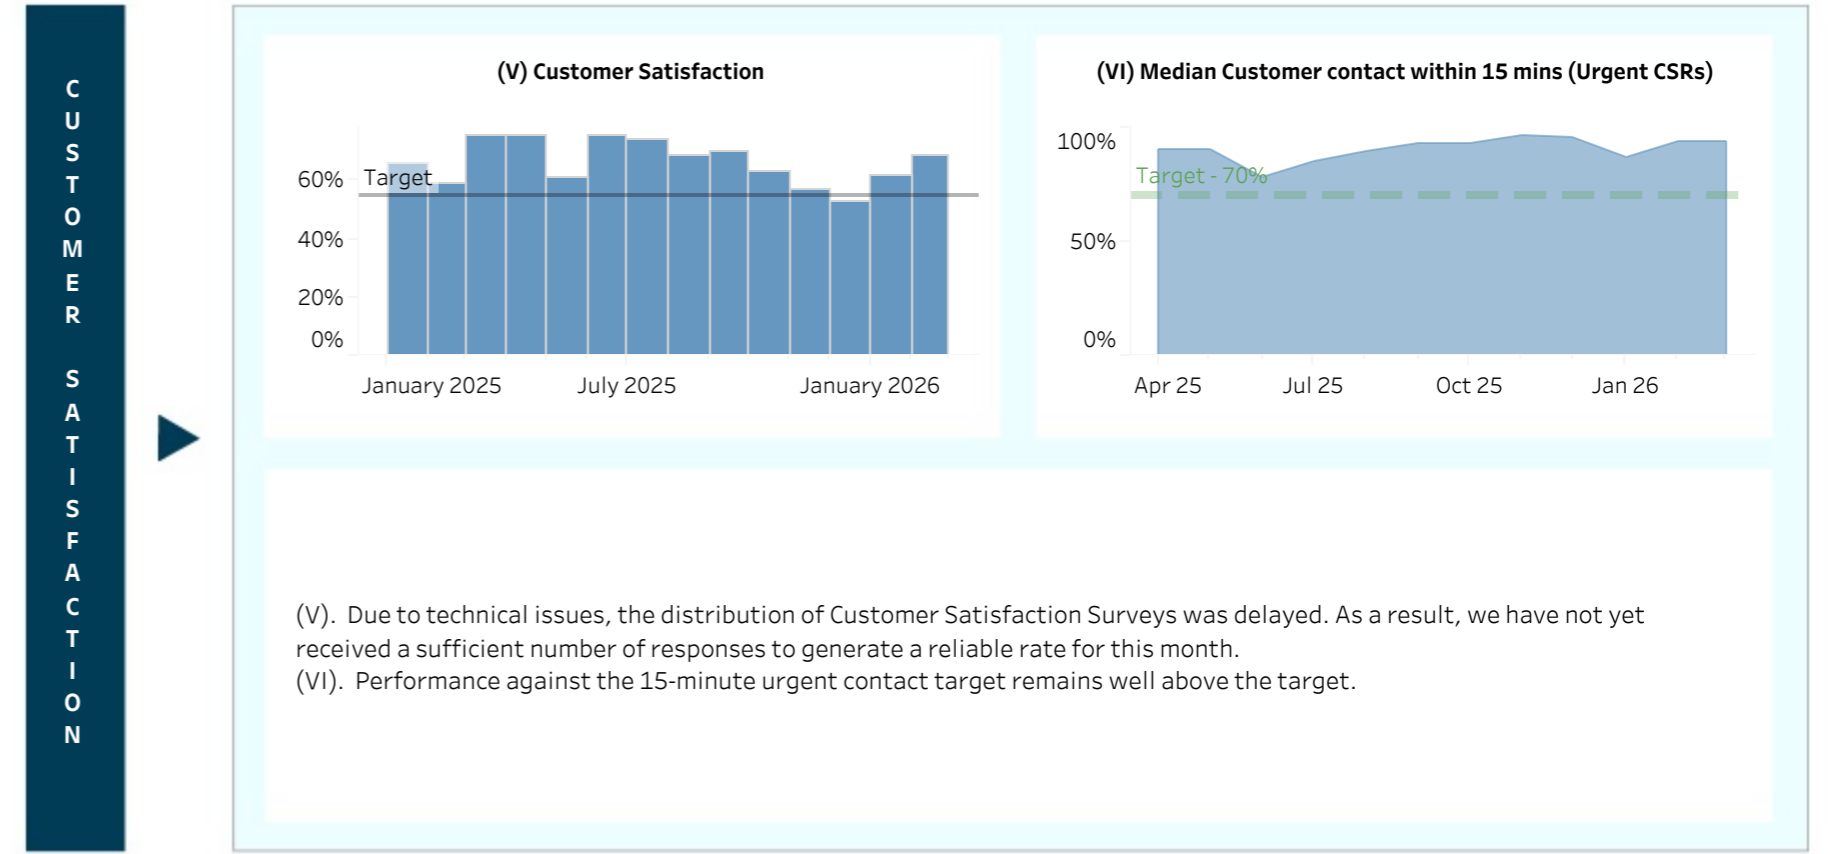 CUSTOMER SATISFACTION
(V) Customer Satisfaction
60%
40%
20%
0%
Target
January 2025
July 2025
January 2026
(VI) Median Customer contact within 15 mins (Urgent CSRs)
100%
50%
0%
Target - 70%
Apr 25
Jul 25
Oct 25
Jan 26
(V).  Due to technical issues, the distribution of Customer Satisfaction Surveys was delayed. As a result, we have not yet
received a sufficient number of responses to generate a reliable rate for this month.
(VI).  Performance against the 15-minute urgent contact target remains well above the target.